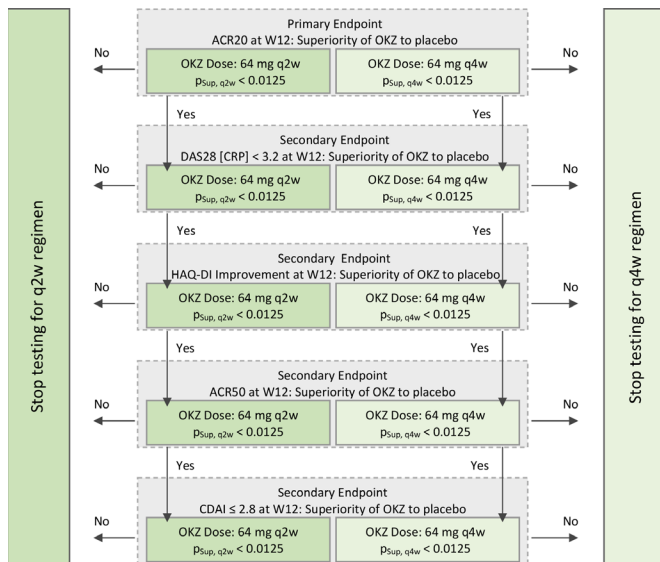 Primary Endpoint
ACR20 at W12: Superiority of OKZ to placebo
No
OKZ Dose: 64 mg q2w
pSup, q2w < 0.0125
OKZ Dose: 64 mg q4w
pSup, q4w < 0.0125
No
Yes
Yes
Secondary Endpoint
DAS28 [CRP] < 3.2 at W12: Superiority of OKZ to placebo
No
OKZ Dose: 64 mg q2w
pSup, q2w < 0.0125
OKZ Dose: 64 mg q4w
pSup, q4w < 0.0125
No
Yes
Yes
Secondary Endpoint
HAQ-DI Improvement at W12: Superiority of OKZ to placebo
No
OKZ Dose: 64 mg q2w
pSup, q2w < 0.0125
OKZ Dose: 64 mg q4w
pSup, q4w < 0.0125
No
Yes
Yes
Secondary Endpoint
ACR50 at W12: Superiority of OKZ to placebo
No
OKZ Dose: 64 mg q2w
pSup, q2w < 0.0125
OKZ Dose: 64 mg q4w
pSup, q4w < 0.0125
No
Yes
Yes
Secondary Endpoint
CDAI ≤ 2.8 at W12: Superiority of OKZ to placebo
No
OKZ Dose: 64 mg q2w
pSup, q2w < 0.0125
OKZ Dose: 64 mg q4w
pSup, q4w < 0.0125
No
Stop testing for q2w regimen
Stop testing for q4w regimen